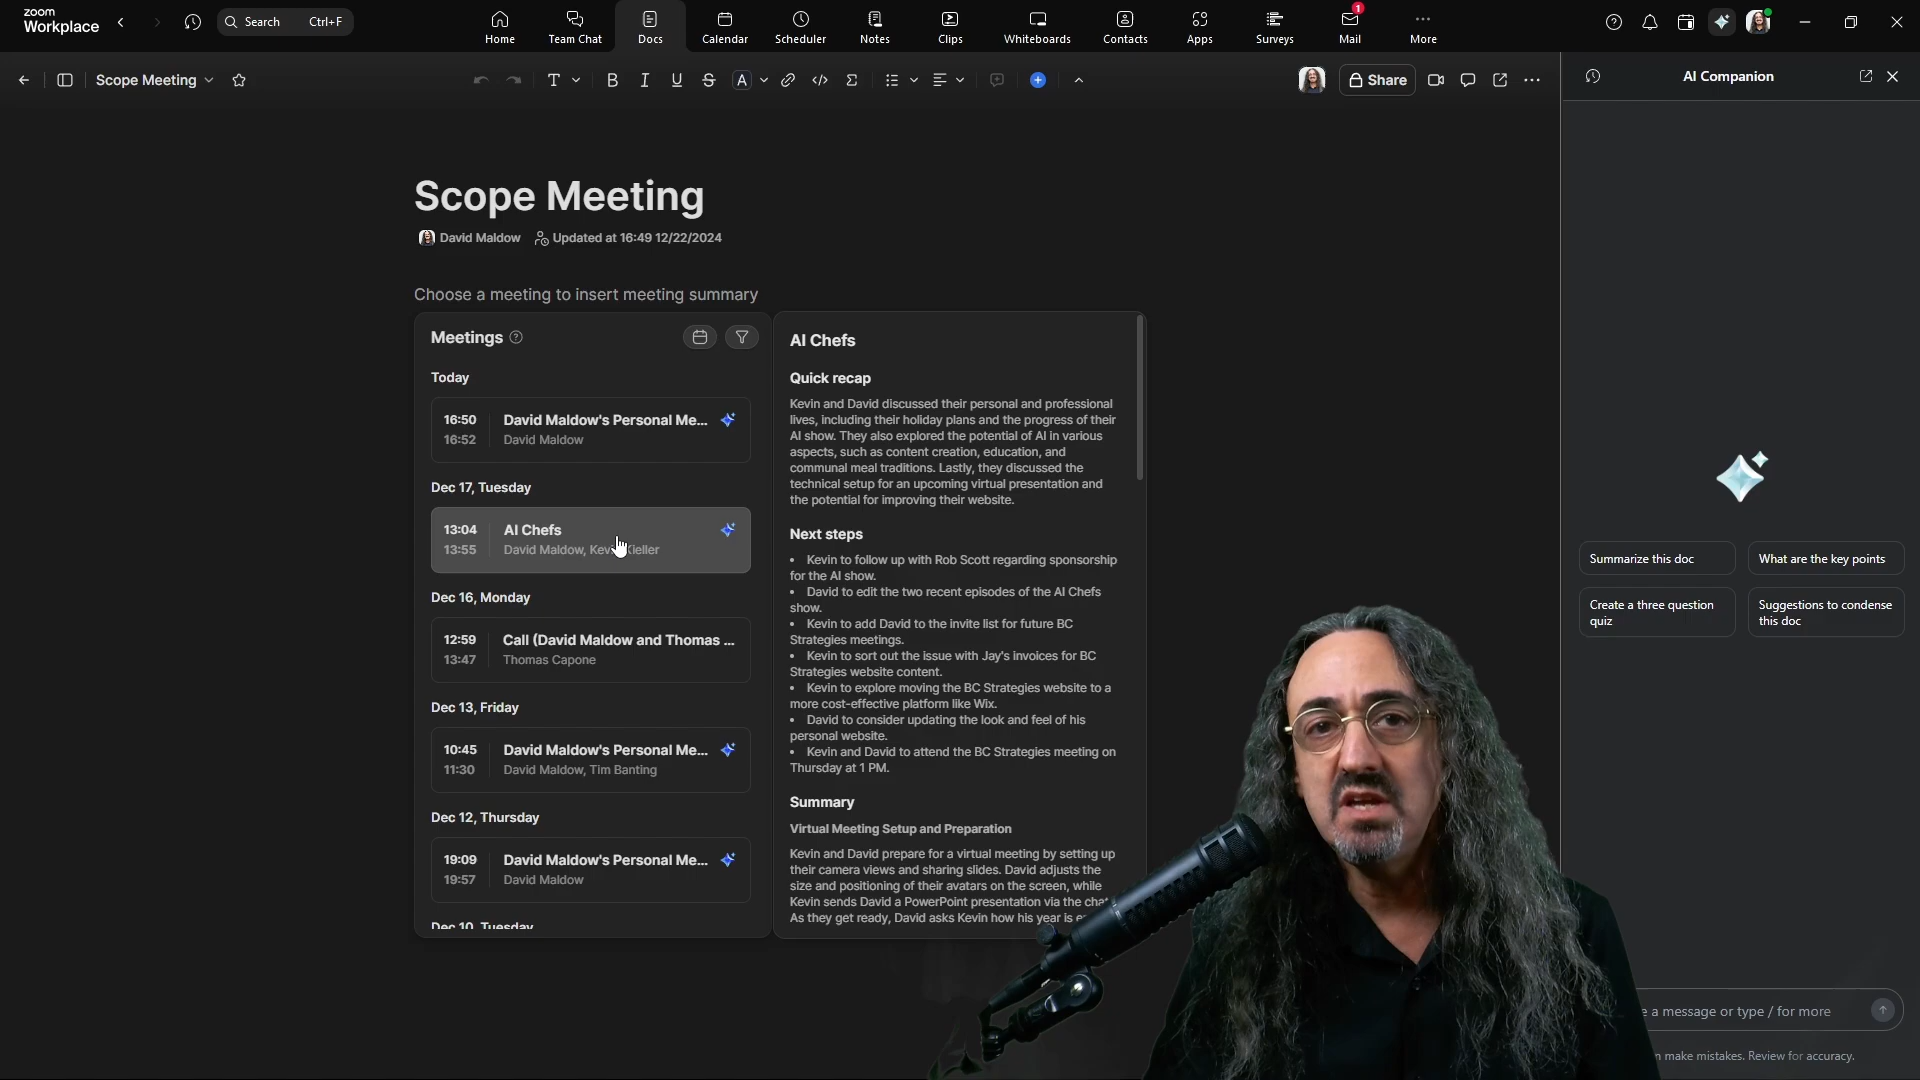 zoom
Workplace
Search Ctrl+F
Home
Team Chat
Docs
Calendar
Scheduler
Notes
Clips
Whiteboards
Contacts
Apps
Surveys
1
Mail
More
Scope Meeting
T
B I U S A
Σ
Share
AI Companion
Scope Meeting
David Maldow Updated at 16:49 12/22/2024
Choose a meeting to insert meeting summary
Meetings
Today
16:50 David Maldow's Personal Me...
16:52 David Maldow
Dec 17, Tuesday
13:04 AI Chefs
13:55 David Maldow,
Dec 16, Monday
12:59 Call (David Maldow and Thomas ...
13:47 Thomas Capone
Dec 13, Friday
10:45 David Maldow's Personal Me...
11:30 David Maldow, Tim Banting
Dec 12, Thursday
19:09 David Maldow's Personal Me...
19:57 David Maldow
Dec 10, Tuesday
AI Chefs
Quick recap
Kevin and David discussed their personal and professional
lives, including their holiday plans and the progress of their
AI show. They also explored the potential of AI in various
aspects, such as content creation, education, and
communal meal traditions. Lastly, they discussed the
technical setup for an upcoming virtual presentation and
the potential for improving their website.
Next steps
• Kevin to follow up with Rob Scott regarding sponsorship
for the AI show.
• David to edit the two recent episodes of the AI Chefs
show.
• Kevin to add David to the invite list for future BC
Strategies meetings.
• Kevin to sort out the issue with Jay's invoices for BC
Strategies website content.
• Kevin to explore moving the BC Strategies website to a
more cost-effective platform like Wix.
• David to consider updating the look and feel of his
personal website.
• Kevin and David to attend the BC Strategies meeting on
Thursday at 1 PM.
Summary
Virtual Meeting Setup and Preparation
Kevin and David prepare for a virtual meeting by setting up
their camera views and sharing slides. David adjusts the
size and positioning of their avatars on the screen, while
Kevin sends David a PowerPoint presentation via the chat
As they get ready, David asks Kevin how his year is
Summarize this doc
What are the key points
Create a three question
quiz
Suggestions to condense
this doc
a message or type / for more
make mistakes. Review for accuracy.